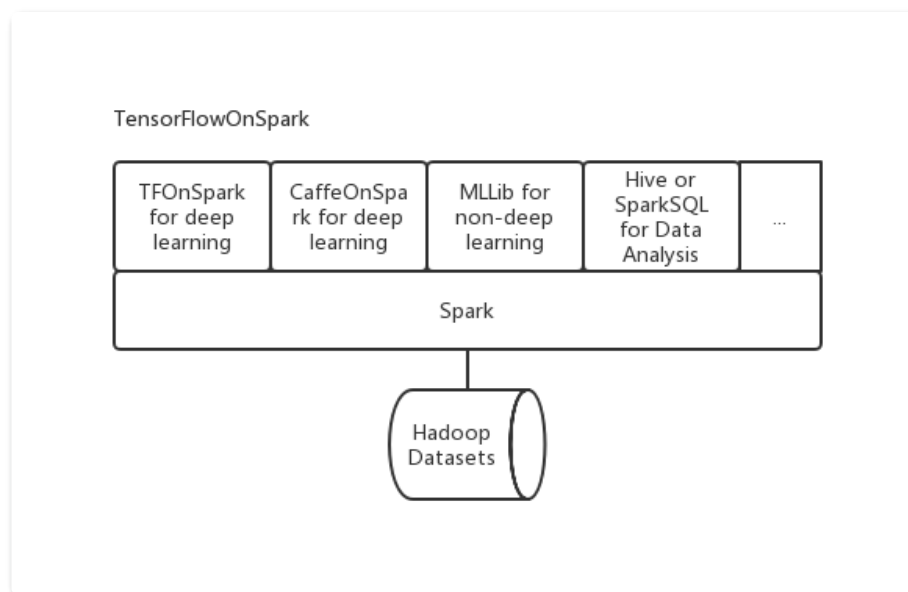 TensorFlowOnSpark
TFOnSpark
for deep
learning
CaffeOnSpa
rk for deep
learning
MLLib for
non-deep
learning
Hive or
SparkSQL
for Data
Analysis
...
Spark
Hadoop
Datasets